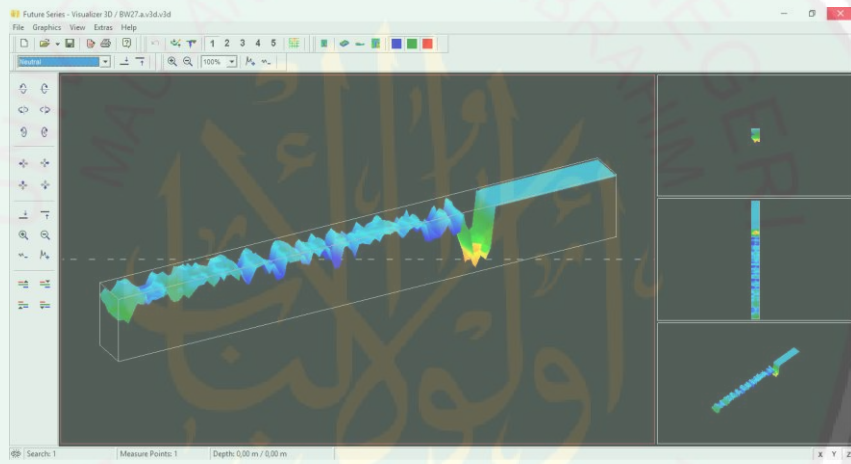 Future Series - Visualizer 3D / BW27.a.v3d.v3d
File Graphics View Extras Help
1 2 3 4 5
Neutral
100%
Search: 1 Measure Points: 1 Depth: 0,00 m / 0,00 m X Y Z